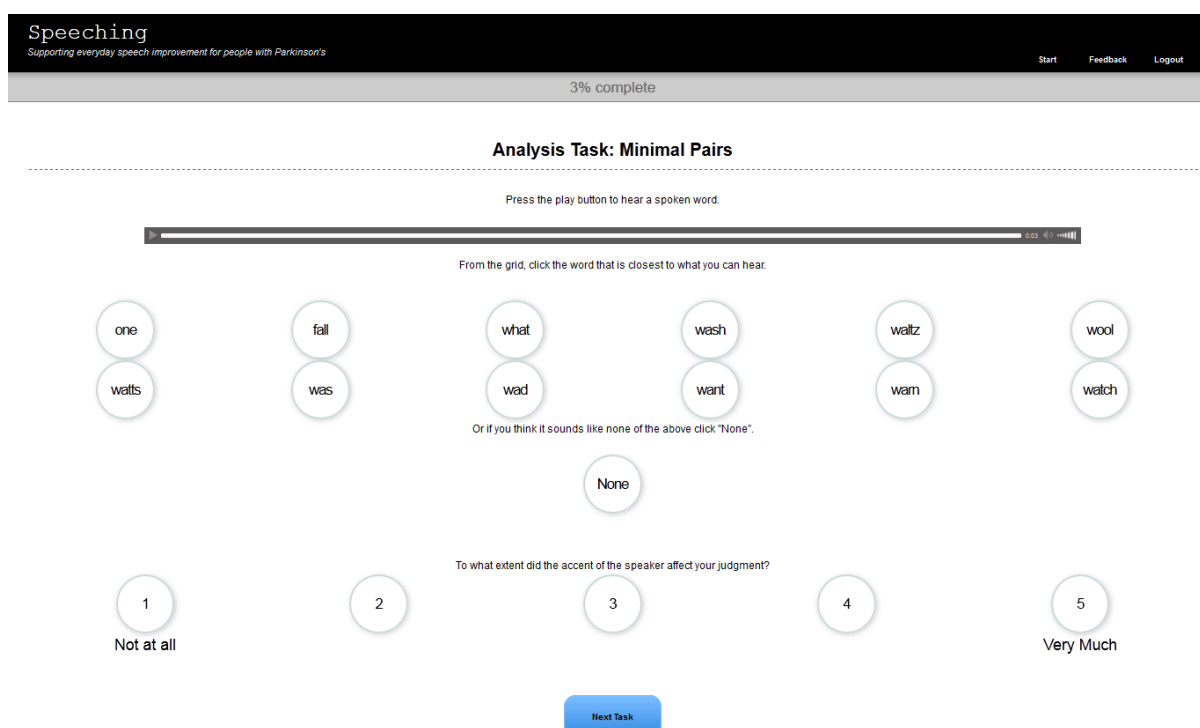 Speeching
Supporting everyday speech improvement for people with Parkinson's
Start Feedback Logout
3% complete
Analysis Task: Minimal Pairs
Press the play button to hear a spoken word.
0:03
From the grid, click the word that is closest to what you can hear.
one fall what wash waltz wool
watts was wad want warn watch
Or if you think it sounds like none of the above click "None".
None
To what extent did the accent of the speaker affect your judgment?
1 2 3 4 5
Not at all Very Much
Next Task